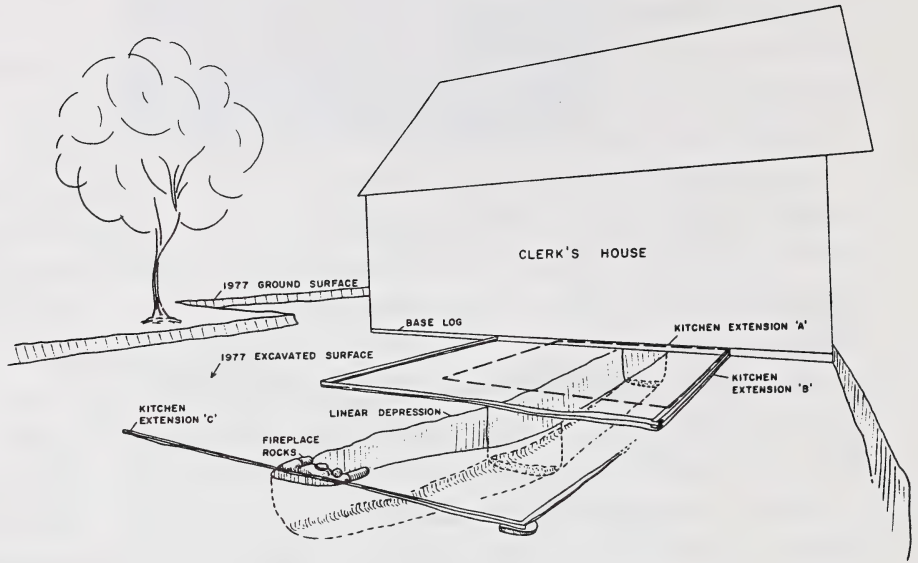 CLERK'S HOUSE
1977 GROUND SURFACE
BASE LOG
KITCHEN EXTENSION 'A'
1977 EXCAVATED SURFACE
KITCHEN
EXTENSION 'B'
KITCHEN
EXTENSION 'C'
LINEAR DEPRESSION
FIREPLACE
ROCKS